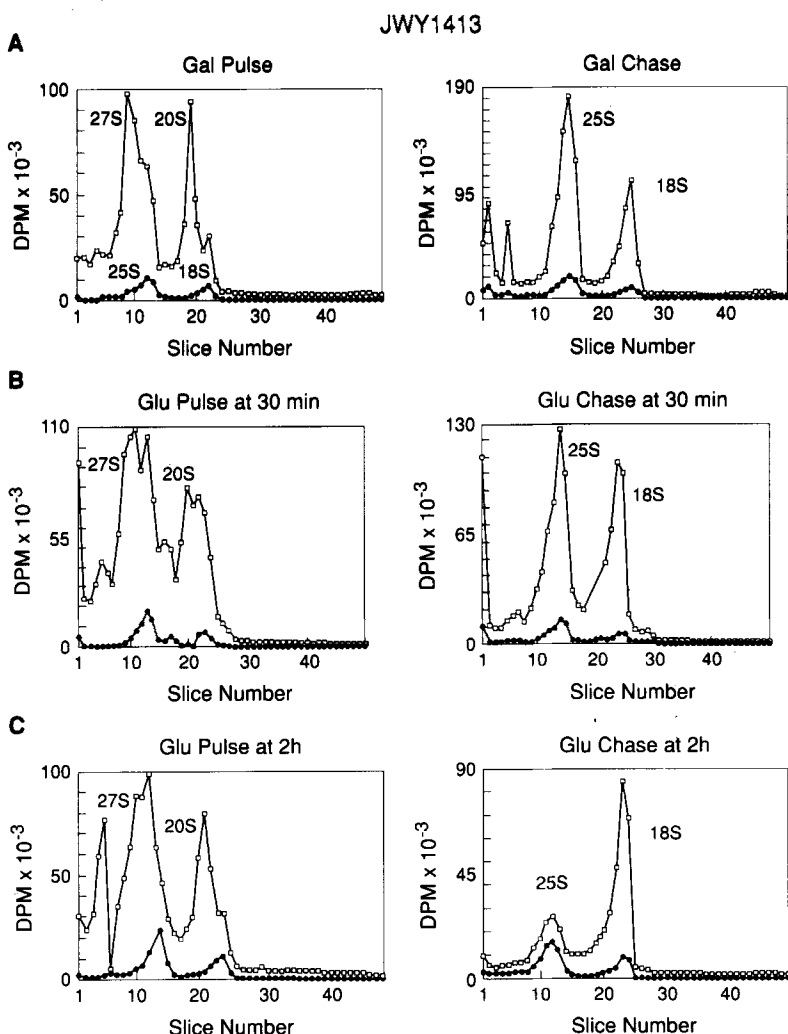 JWY1413
A
Gal Pulse
Gal Chase
100
50
0
DPM x 10⁻³
27S
20S
25S
18S
1 10 20 30 40
Slice Number
190
95
0
DPM x 10⁻³
25S
18S
1 10 20 30 40
Slice Number
B
Glu Pulse at 30 min
Glu Chase at 30 min
110
55
0
DPM x 10⁻³
27S
20S
1 10 20 30 40
Slice Number
130
65
0
DPM x 10⁻³
25S
18S
1 10 20 30 40
Slice Number
C
Glu Pulse at 2h
Glu Chase at 2h
100
50
0
DPM x 10⁻³
27S
20S
1 10 20 30 40
Slice Number
90
45
0
DPM x 10⁻³
25S
18S
1 10 20 30 40
Slice Number